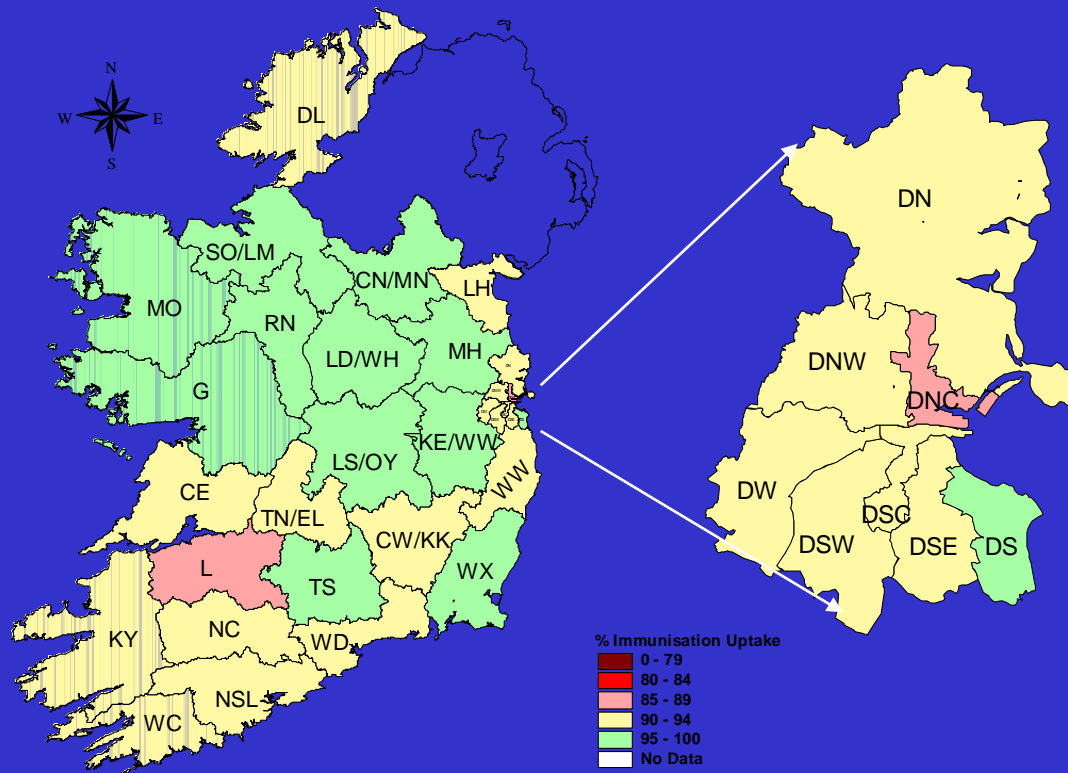 N
W E
S
DL
SO/LM
CN/MN
LH
MO
RN
LD/WH
MH
G
KE/WW
LS/OY
WW
CE
TN/EL
CW/KK
L
TS
WX
KY
NC
WD
NSL
WC
DN
DNW
DNC
DW
DSC
DSW
DSE
DS
% Immunisation Uptake
0 - 79
80 - 84
85 - 89
90 - 94
95 - 100
No Data